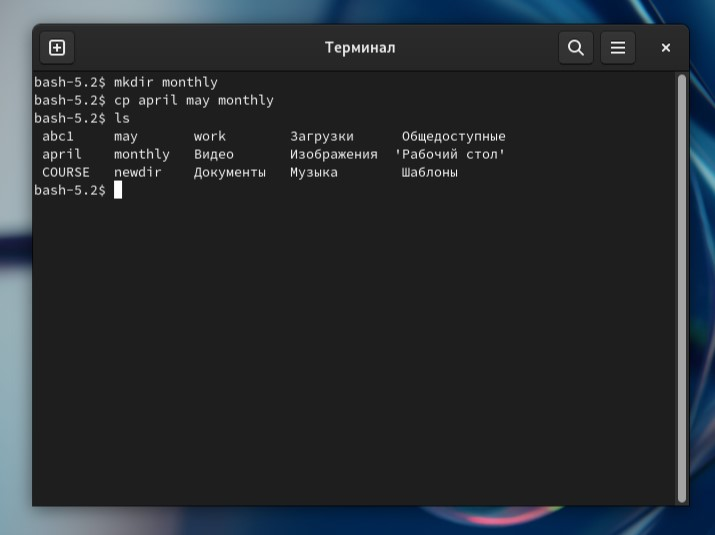 Терминал
bash-5.2$ mkdir monthly
bash-5.2$ cp april may monthly
bash-5.2$ ls
abc1 may work Загрузки Общедоступные
april monthly Видео Изображения 'Рабочий стол'
COURSE newdir Документы Музыка Шаблоны
bash-5.2$